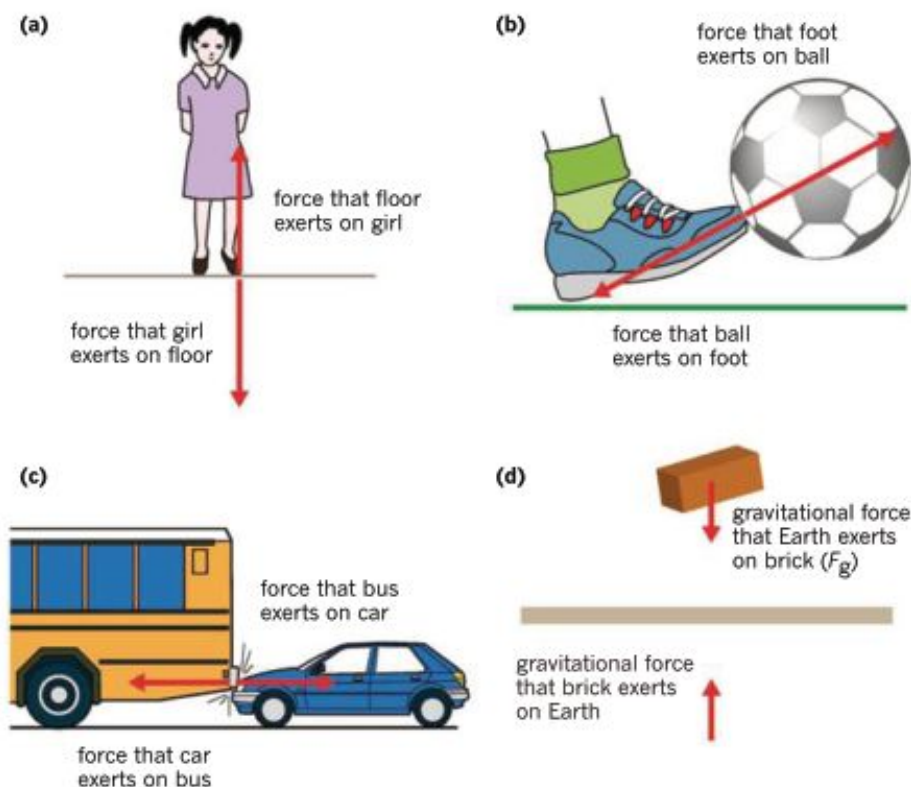 (a)
force that floor
exerts on girl
force that girl
exerts on floor
(b)
force that foot
exerts on ball
force that ball
exerts on foot
(c)
force that bus
exerts on car
force that car
exerts on bus
(d)
gravitational force
that Earth exerts
on brick (Fg)
gravitational force
that brick exerts
on Earth